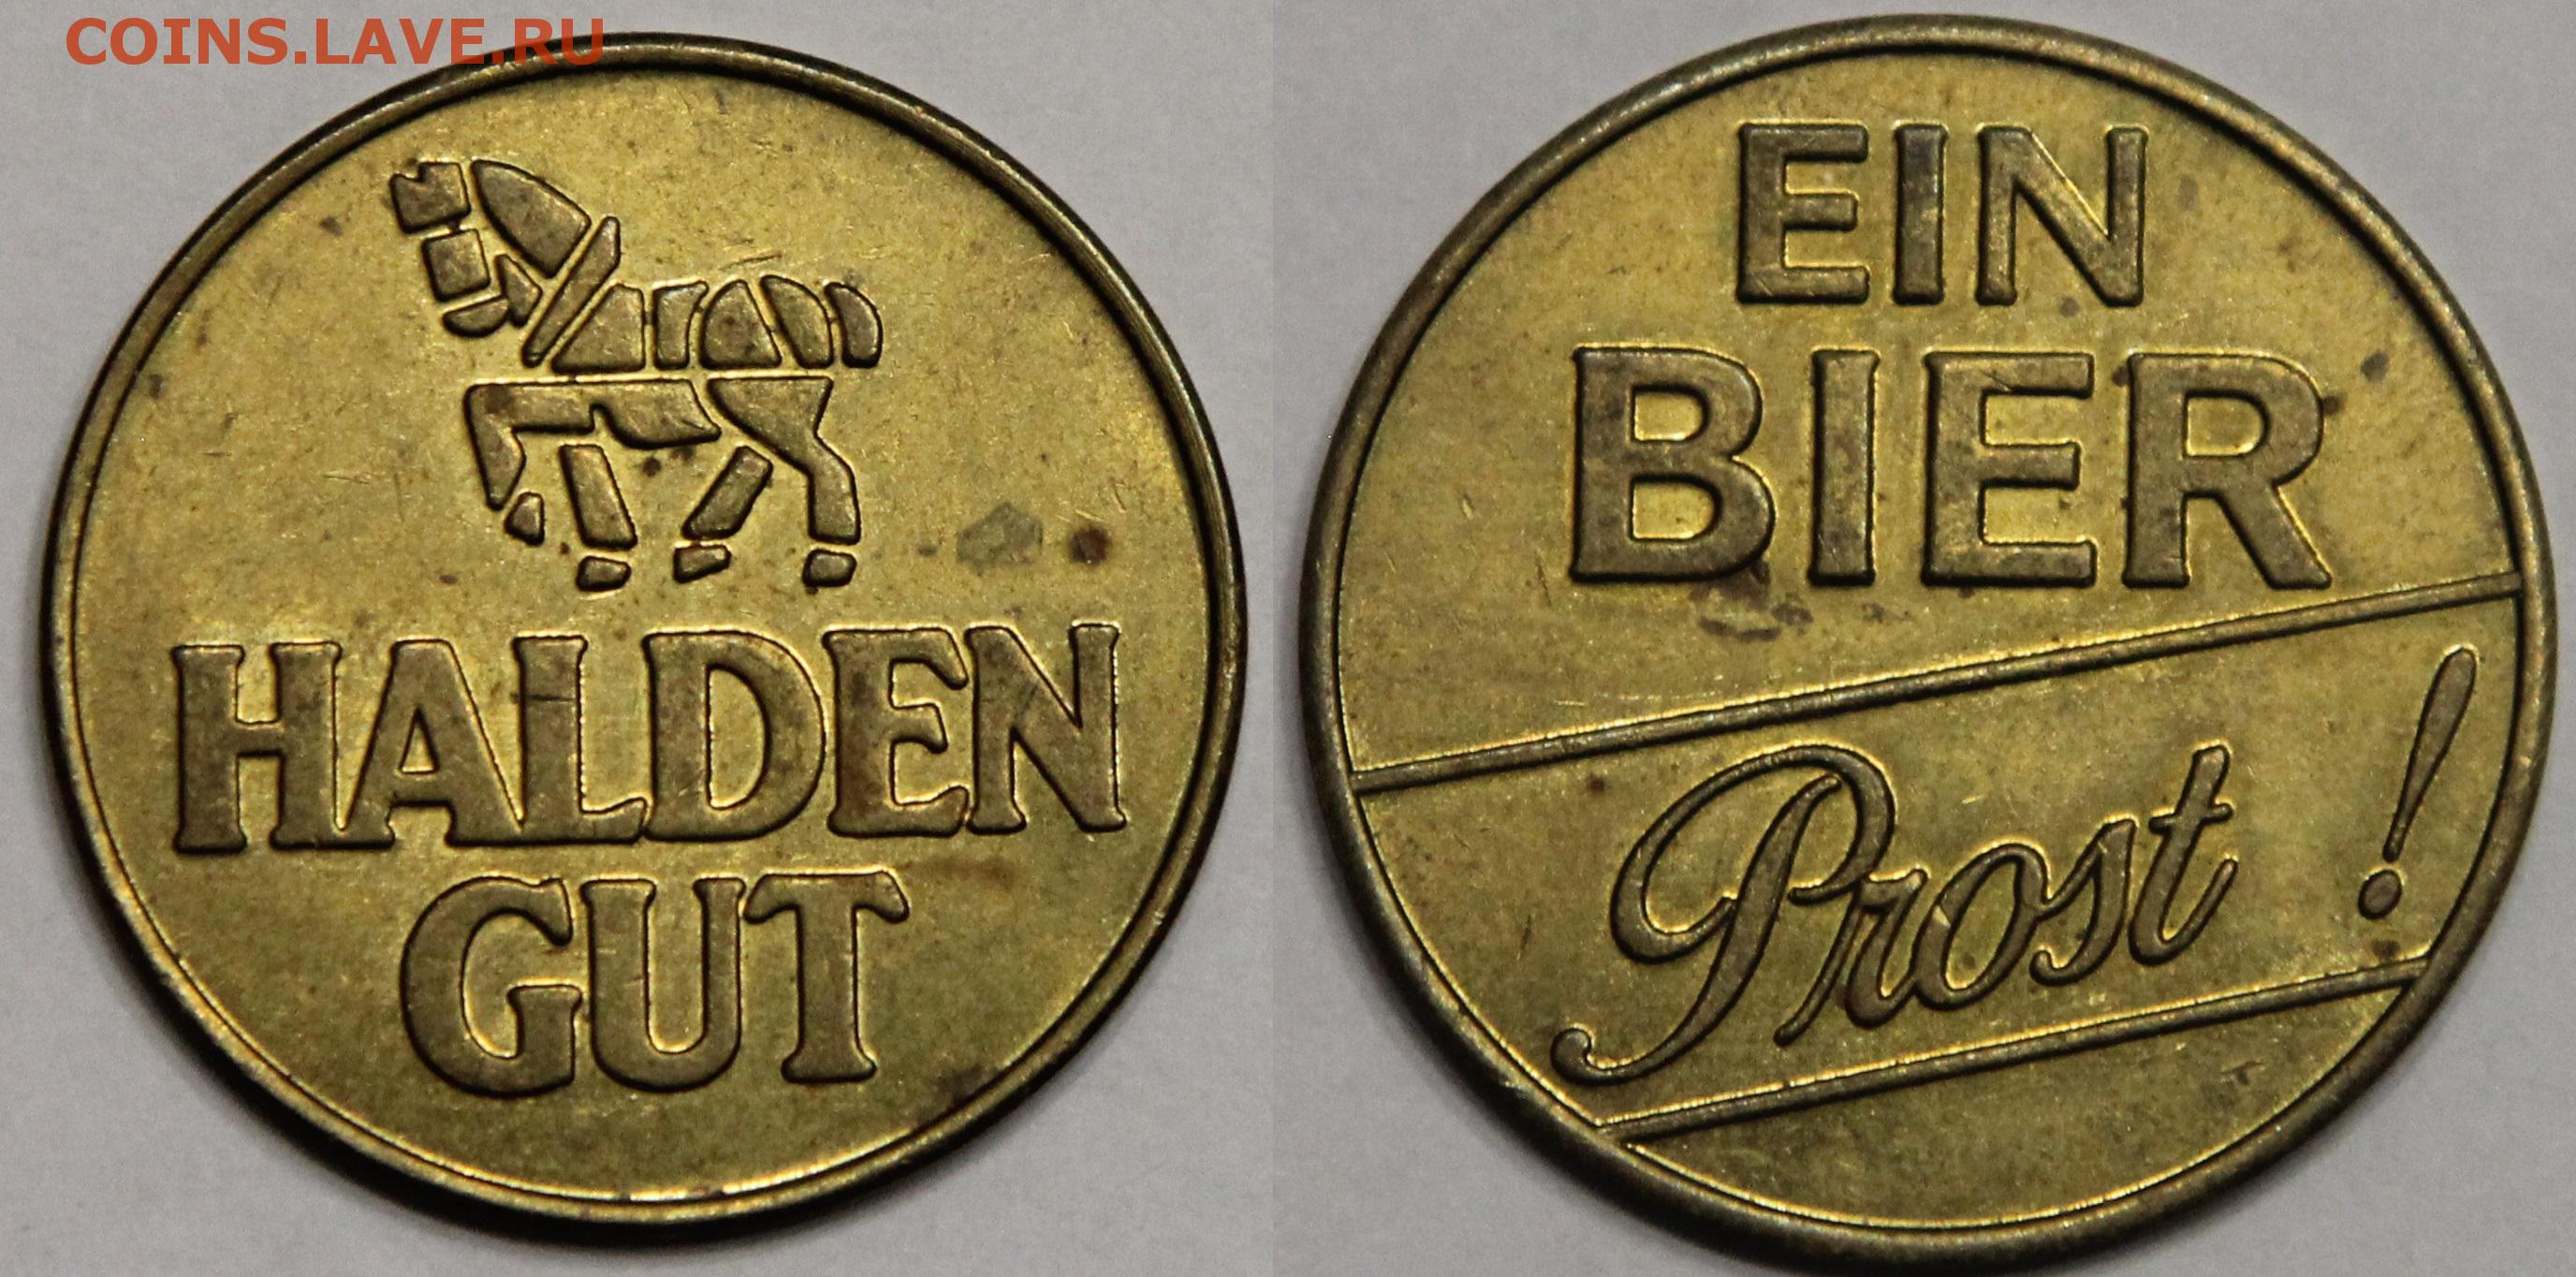 COINS.LAVE.RU
HALDEN
GUT
EIN
BIER
Prost !